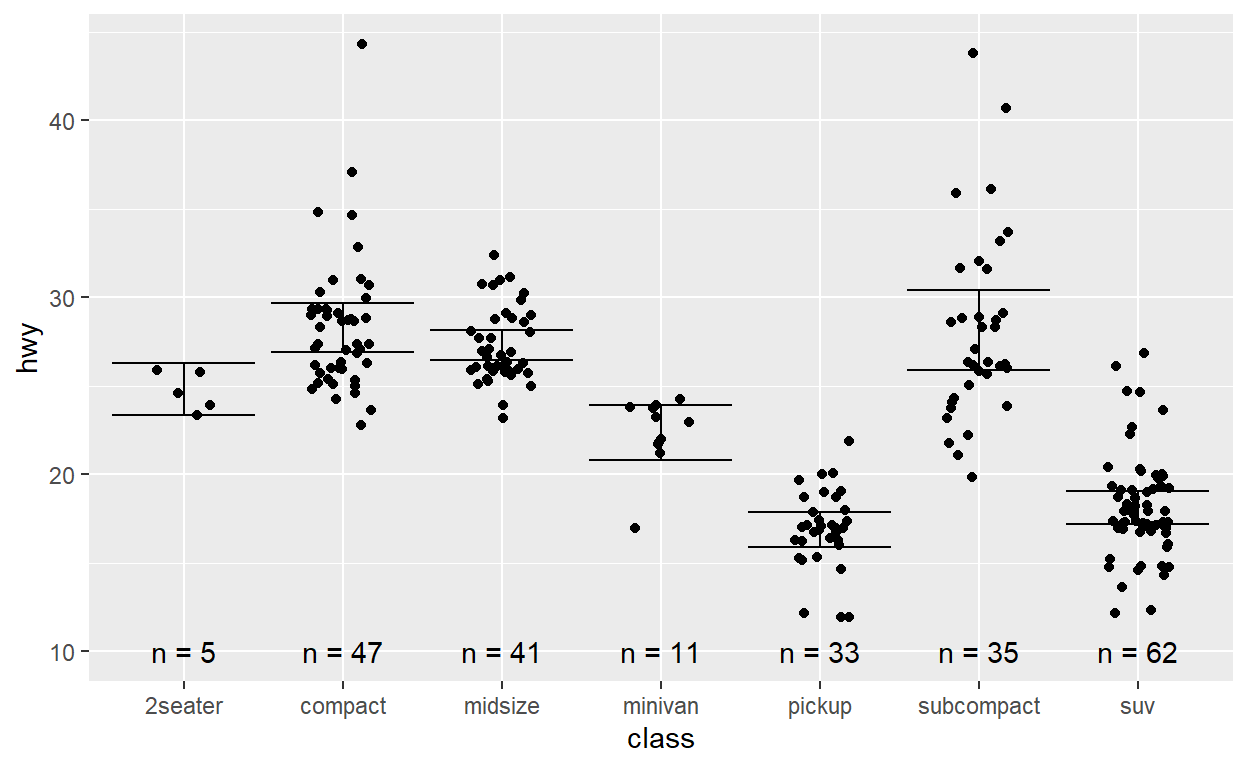 hwy
40
30
20
10
n = 5 n = 47 n = 41 n = 11 n = 33 n = 35 n = 62
2seater compact midsize minivan pickup subcompact suv
class